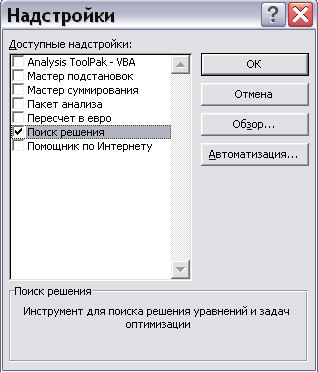 Надстройки
Доступные надстройки:
Analysis ToolPak - VBA
Мастер подстановок
Мастер суммирования
Пакет анализа
Пересчет в евро
Поиск решения
Помощник по Интернету
ОК
Отмена
Обзор...
Автоматизация...
Поиск решения
Инструмент для поиска решения уравнений и задач
оптимизации